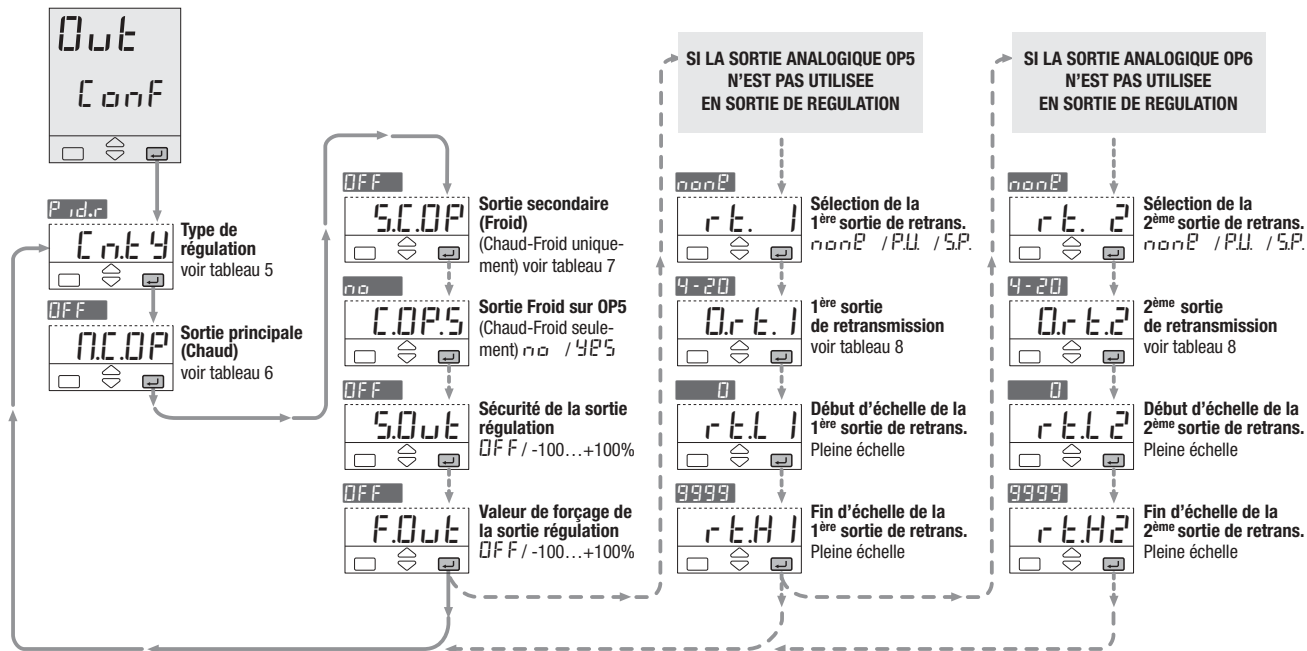 Out
ConF
Pid.r
Cn.tY
Type de
régulation
voir tableau 5
OFF
M.C.OP
Sortie principale
(Chaud)
voir tableau 6
OFF
S.C.OP
Sortie secondaire
(Froid)
(Chaud-Froid unique-
ment) voir tableau 7
no
C.OP.5
Sortie Froid sur OP5
(Chaud-Froid seule-
ment) no / YES
OFF
S.Out
Sécurité de la sortie
régulation
OFF / -100…+100%
OFF
F.Out
Valeur de forçage de
la sortie régulation
OFF / -100…+100%
SI LA SORTIE ANALOGIQUE OP5
N'EST PAS UTILISEE
EN SORTIE DE REGULATION
nonE
rt. 1
Sélection de la
1ère sortie de retrans.
nonE / P.U. / S.P.
4-20
O.rt.1
1ère sortie
de retransmission
voir tableau 8
0
rt.L1
Début d'échelle de la
1ère sortie de retrans.
Pleine échelle
9999
rt.H1
Fin d'échelle de la
1ère sortie de retrans.
Pleine échelle
SI LA SORTIE ANALOGIQUE OP6
N'EST PAS UTILISEE
EN SORTIE DE REGULATION
nonE
rt. 2
Sélection de la
2ème sortie de retrans.
nonE / P.U. / S.P.
4-20
O.rt.2
2ème sortie
de retransmission
voir tableau 8
0
rt.L2
Début d'échelle de la
2ème sortie de retrans.
Pleine échelle
9999
rt.H2
Fin d'échelle de la
2ème sortie de retrans.
Pleine échelle